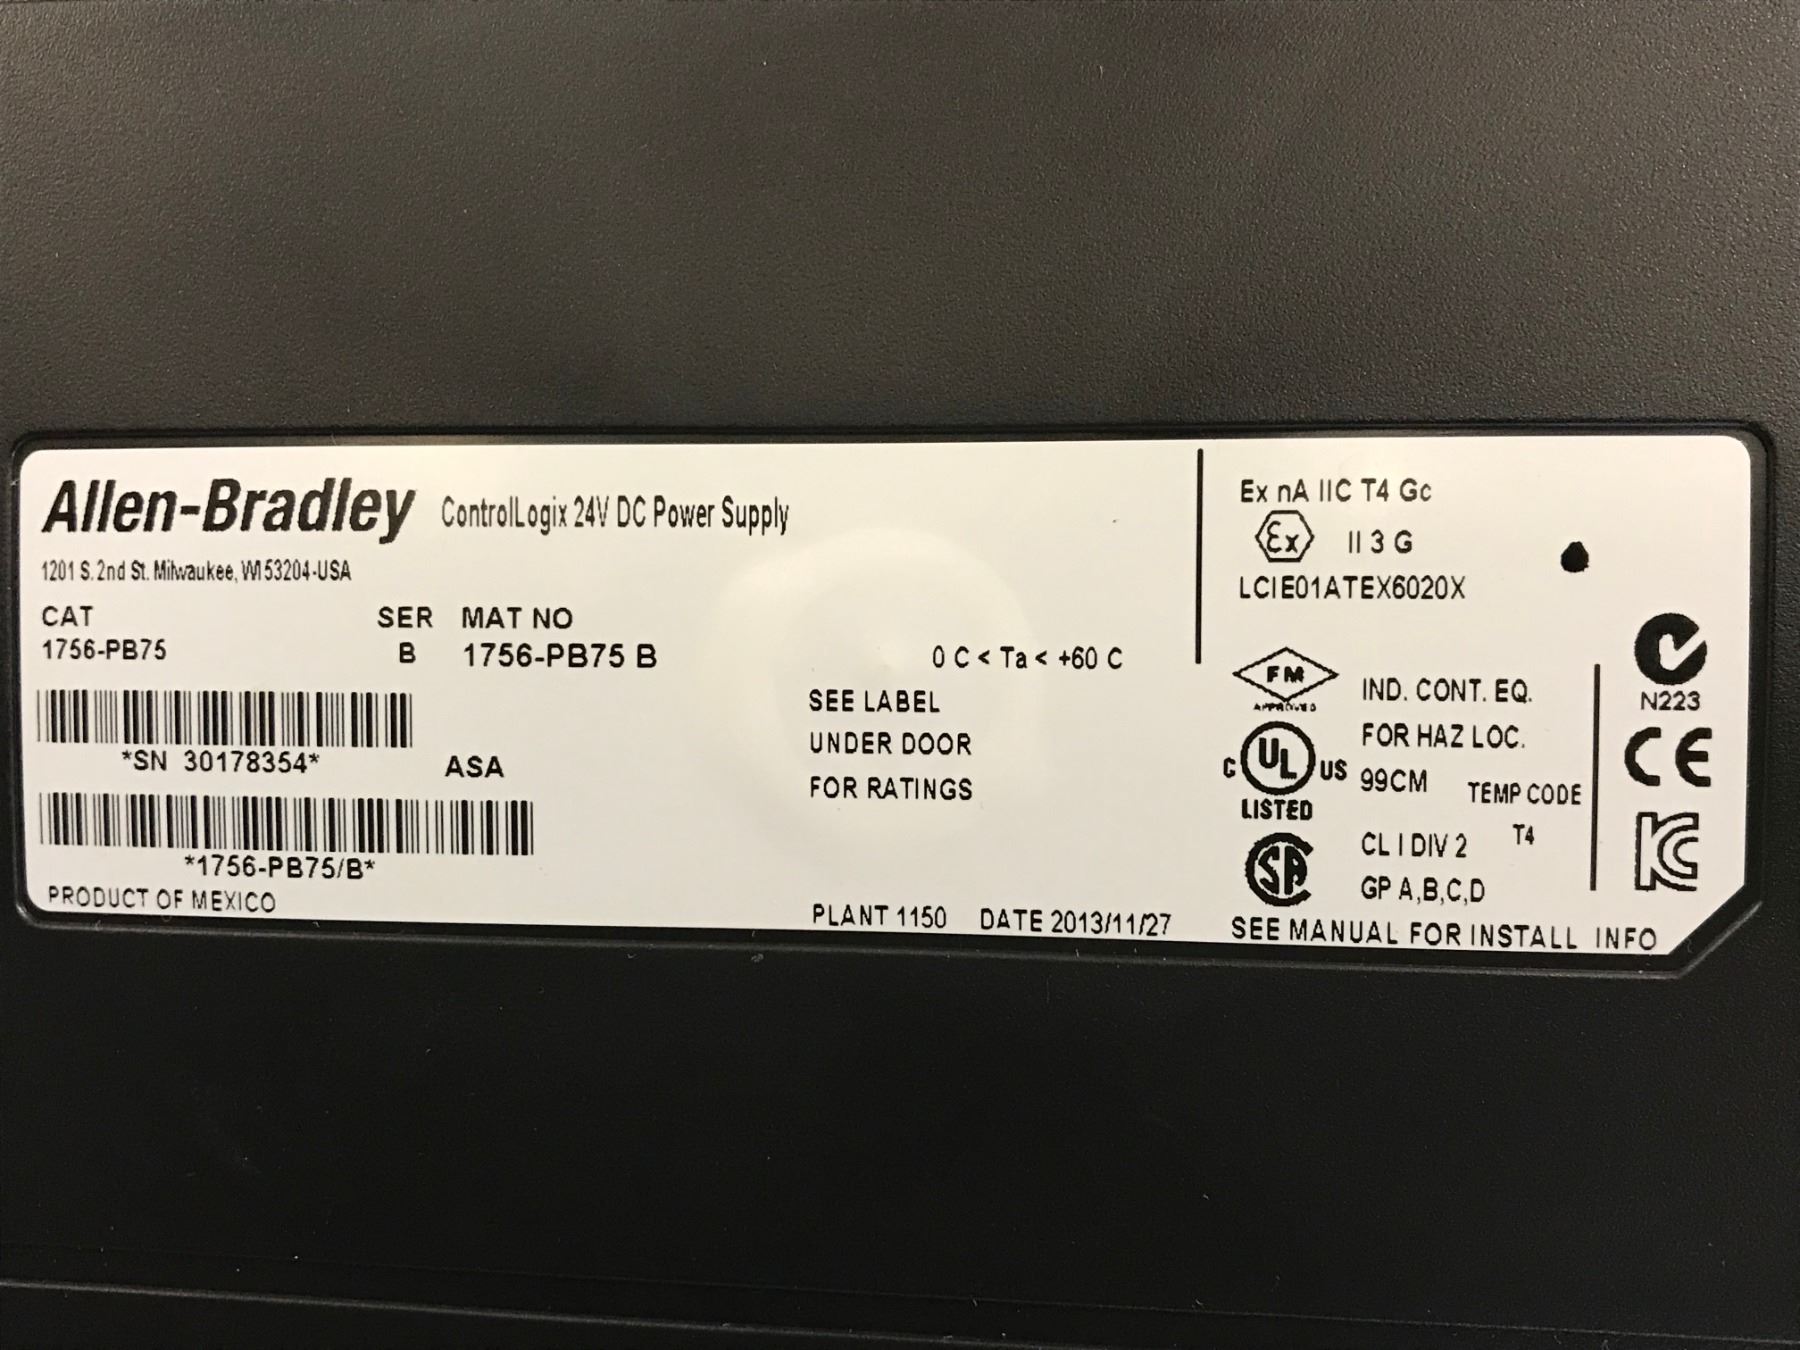 Allen-Bradley ControlLogix 24V DC Power Supply
1201 S. 2nd St. Milwaukee, WI 53204-USA
CAT SER MAT NO
1756-PB75 B 1756-PB75 B
*SN 30178354* ASA
*1756-PB75/B*
PRODUCT OF MEXICO
0 C < Ta < +60 C
SEE LABEL
UNDER DOOR
FOR RATINGS
PLANT 1150 DATE 2013/11/27
Ex nA IIC T4 Gc
Ex II 3 G
LCIE01ATEX6020X
FM
APPROVED
IND. CONT. EQ.
FOR HAZ LOC.
C UL US 99CM
LISTED
TEMP CODE
T4
SA CL I DIV 2
GP A,B,C,D
SEE MANUAL FOR INSTALL INFO
N223
CE
KC